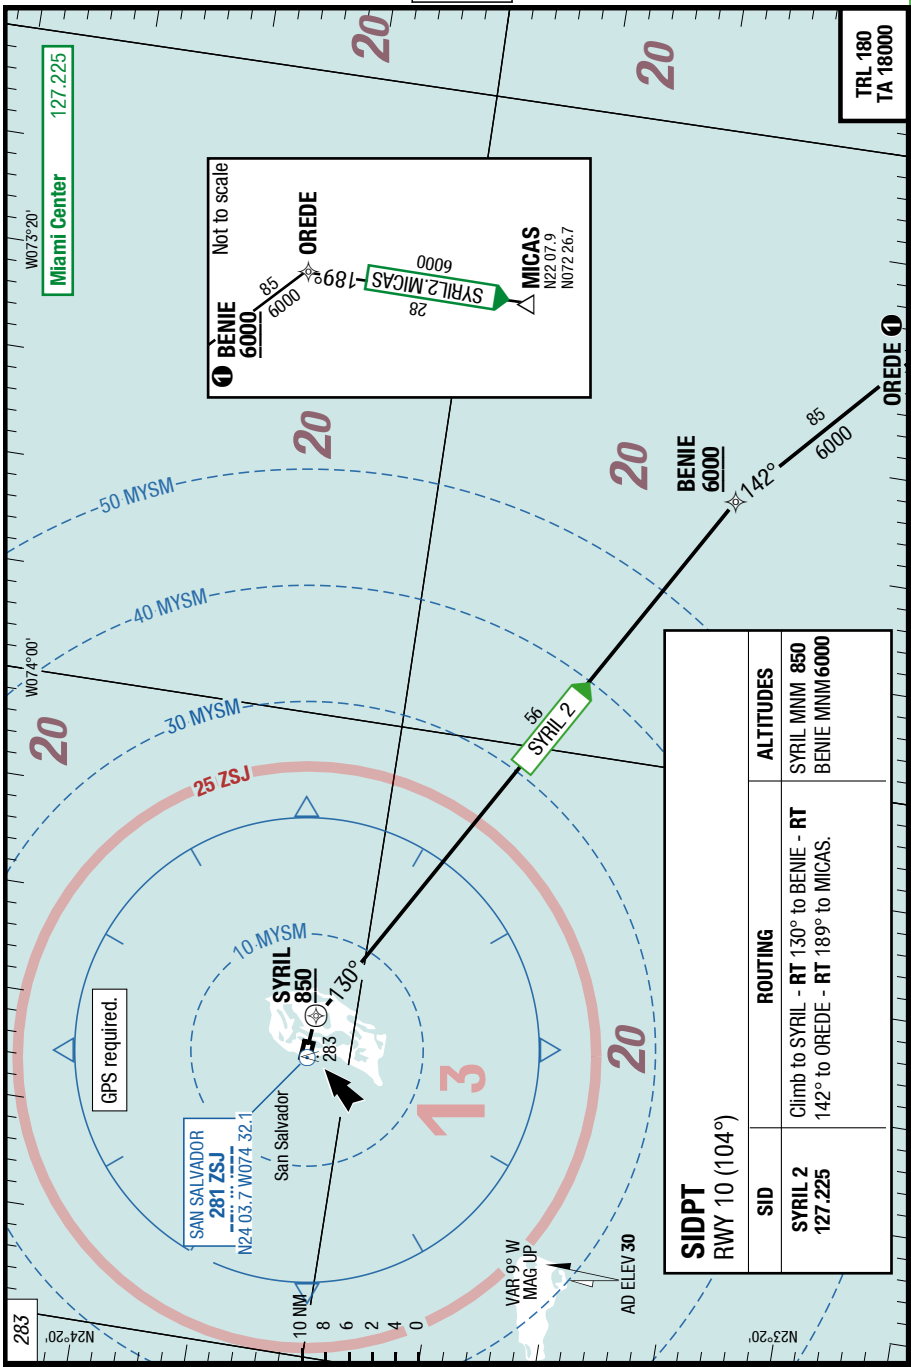 Miami Center 127.225
TRL 180
TA 18000
W073°20'
20
20
Not to scale
1 BENIE
6000
85
6000
OREDE
189°
SYRIL2.MICAS
28
6000
MICAS
N22 07.9
N072 26.7
20
20
50 MYSM
40 MYSM
W074°00'
30 MYSM
20
25 ZSJ
10 MYSM
GPS required.
SYRIL
850
130°
283
56
SYRIL 2
BENIE
6000
142°
85
6000
OREDE 1
SAN SALVADOR
281 ZSJ
N24 03.7 W074 32.1
San Salvador
13
20
283
N24°20'
10 NM
8
6
4
2
0
VAR 9° W
MAG UP
AD ELEV 30
N23°20'
SIDPT
RWY 10 (104°)
SID ROUTING ALTITUDES
SYRIL 2 Climb to SYRIL - RT 130° to BENIE - RT SYRIL MNM 850
127.225 142° to OREDE - RT 189° to MICAS. BENIE MNM 6000